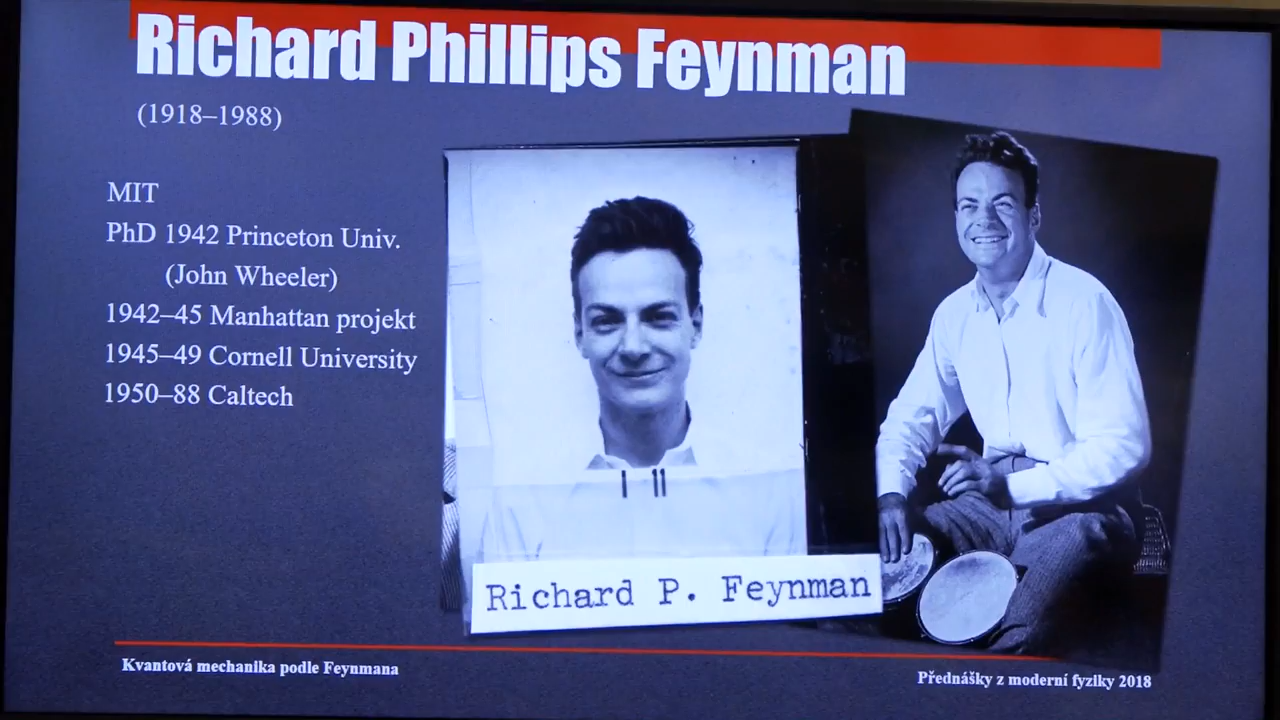 Richard Phillips Feynman
(1918–1988)
MIT
PhD 1942 Princeton Univ.
(John Wheeler)
1942–45 Manhattan projekt
1945–49 Cornell University
1950–88 Caltech
I II
Richard P. Feynman
Kvantová mechanika podle Feynmana
Přednášky z moderní fyziky 2018